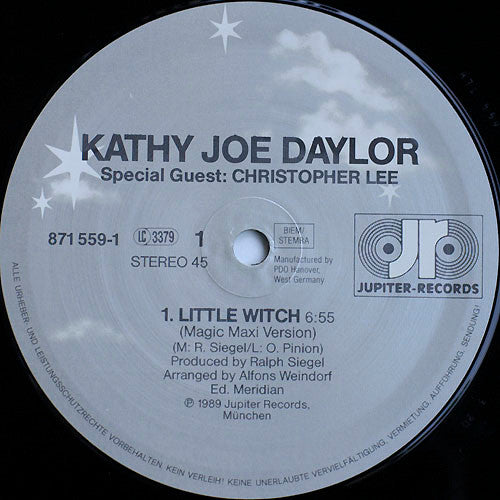 KATHY JOE DAYLOR
Special Guest: CHRISTOPHER LEE
871 559-1
LC 3379
1
STEREO 45
BIEM/
STEMRA
Manufactured by
PDO Hanover,
West Germany
jr
JUPITER-RECORDS
1. LITTLE WITCH 6:55
(Magic Maxi Version)
(M: R. Siegel/L: O. Pinion)
Produced by Ralph Siegel
Arranged by Alfons Weindorf
Ed. Meridian
℗ 1989 Jupiter Records,
München
ALLE URHEBER- UND LEISTUNGSSCHUTZRECHTE VORBEHALTEN. KEIN VERLEIH! KEINE UNERLAUBTE VERVIELFÄLTIGUNG, VERMIETUNG, AUFFÜHRUNG, SENDUNG!